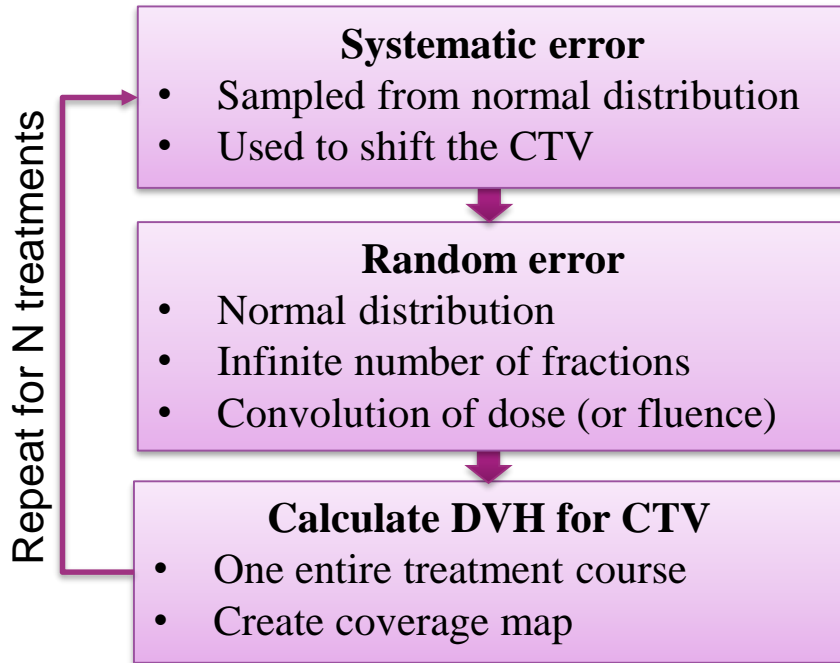 Systematic error
• Sampled from normal distribution
• Used to shift the CTV
Random error
• Normal distribution
• Infinite number of fractions
• Convolution of dose (or fluence)
Calculate DVH for CTV
• One entire treatment course
• Create coverage map
Repeat for N treatments